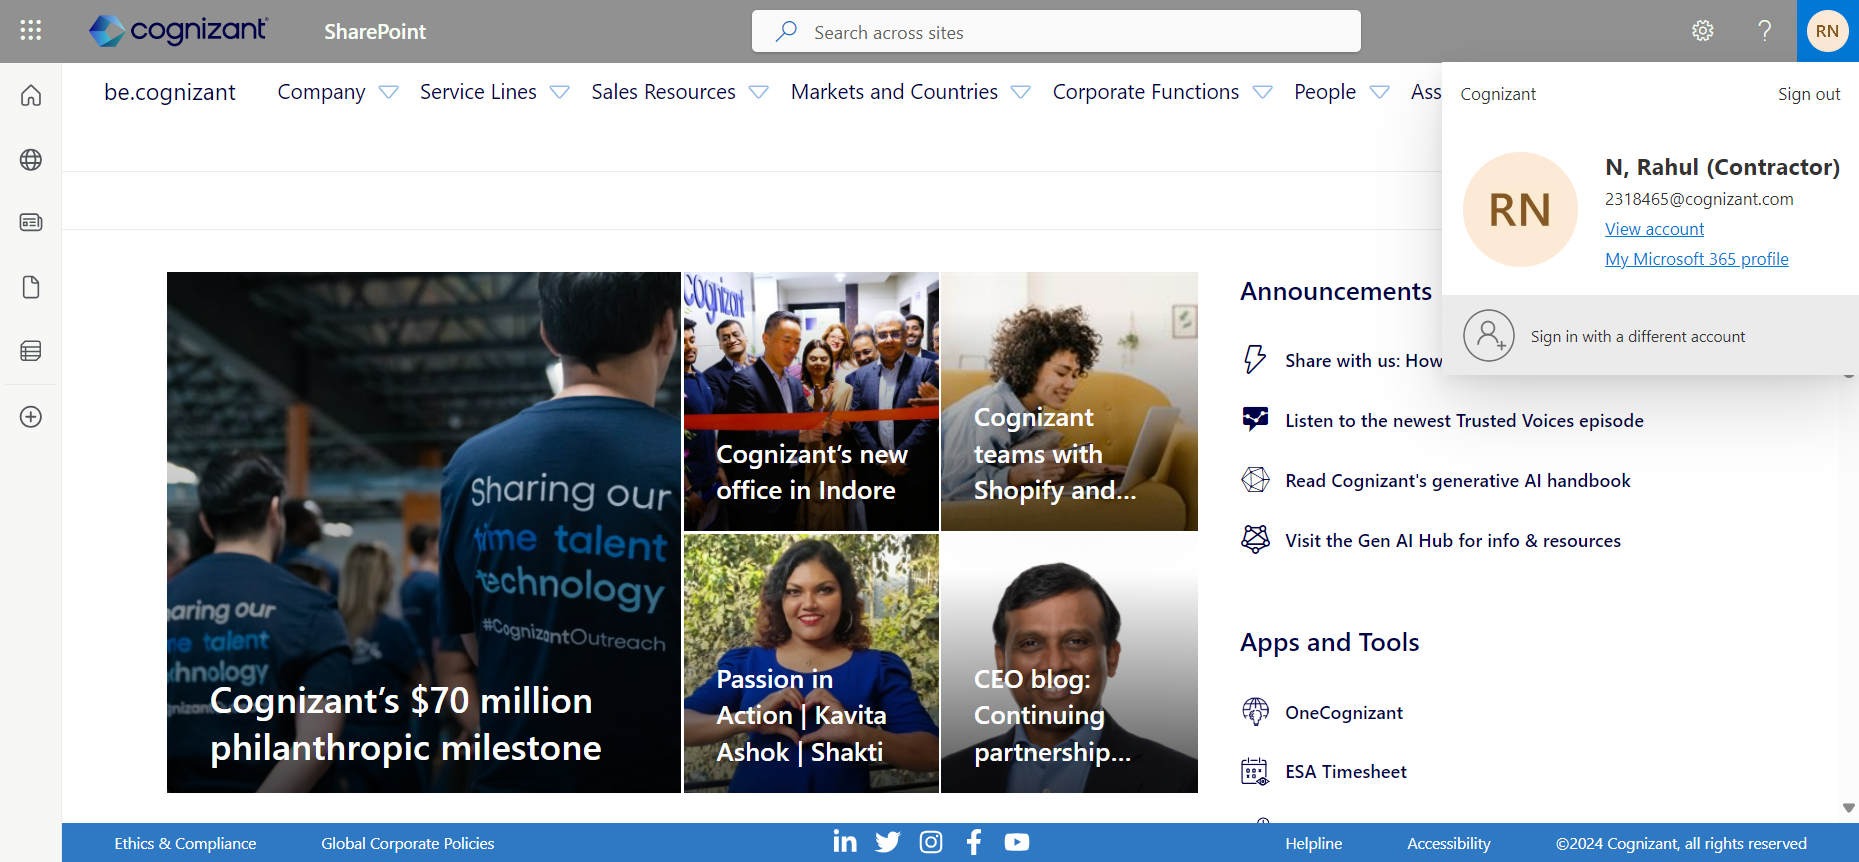 cognizant
SharePoint
Search across sites
RN
be.cognizant
Company
Service Lines
Sales Resources
Markets and Countries
Corporate Functions
People
Ass
Cognizant
Sign out
RN
N, Rahul (Contractor)
2318465@cognizant.com
View account
My Microsoft 365 profile
Sign in with a different account
Sharing our
time talent
technology
#CognizantOutreach
aring our
me talent
hnology
Cognizant’s $70 million
philanthropic milestone
cognizant
Cognizant’s new
office in Indore
Cognizant
teams with
Shopify and...
Passion in
Action | Kavita
Ashok | Shakti
CEO blog:
Continuing
partnership...
Announcements
Share with us: How
Listen to the newest Trusted Voices episode
Read Cognizant's generative AI handbook
Visit the Gen AI Hub for info & resources
Apps and Tools
OneCognizant
ESA Timesheet
Ethics & Compliance
Global Corporate Policies
Helpline
Accessibility
©2024 Cognizant, all rights reserved